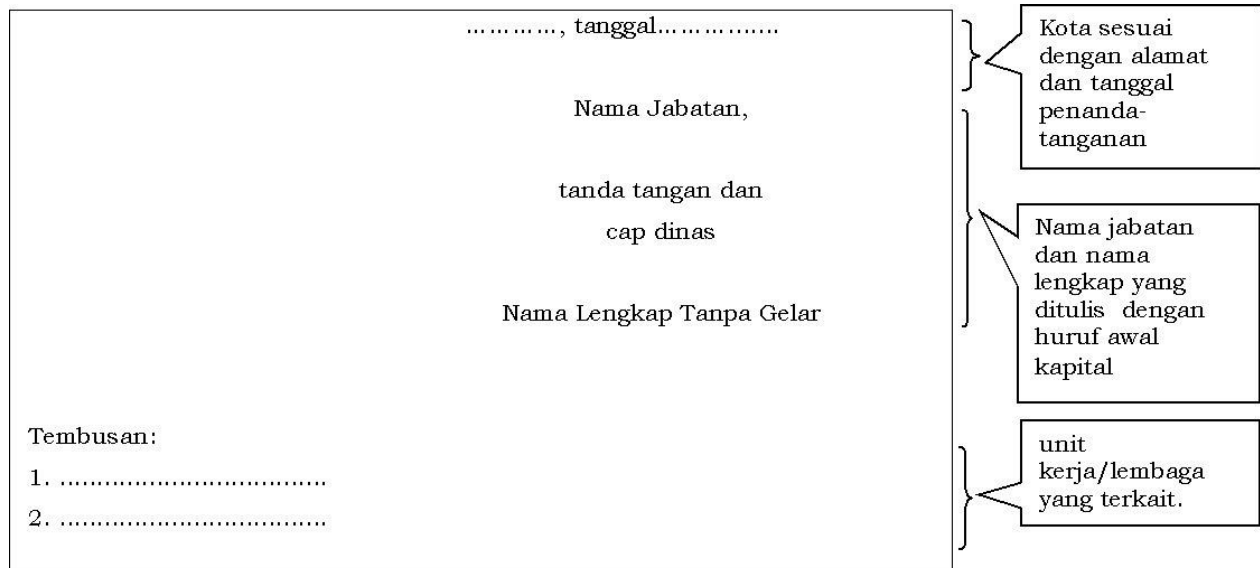 ............, tanggal................
Nama Jabatan,
tanda tangan dan
cap dinas
Nama Lengkap Tanpa Gelar
Tembusan:
1. .....................................
2. .....................................
Kota sesuai
dengan alamat
dan tanggal
penanda-
tanganan
Nama jabatan
dan nama
lengkap yang
ditulis dengan
huruf awal
kapital
unit
kerja/lembaga
yang terkait.